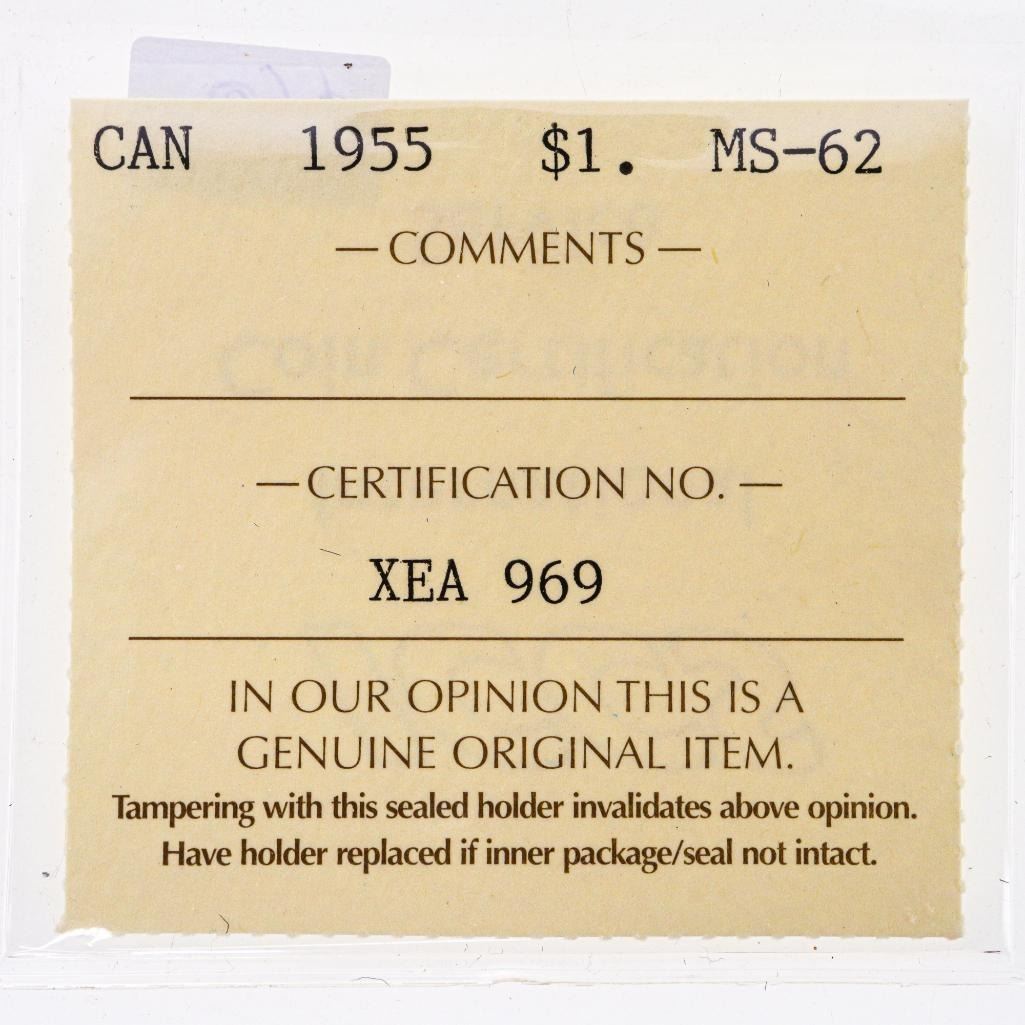 CAN 1955 $1. MS-62
— COMMENTS —
— CERTIFICATION NO. —
XEA 969
IN OUR OPINION THIS IS A
GENUINE ORIGINAL ITEM.
Tampering with this sealed holder invalidates above opinion.
Have holder replaced if inner package/seal not intact.